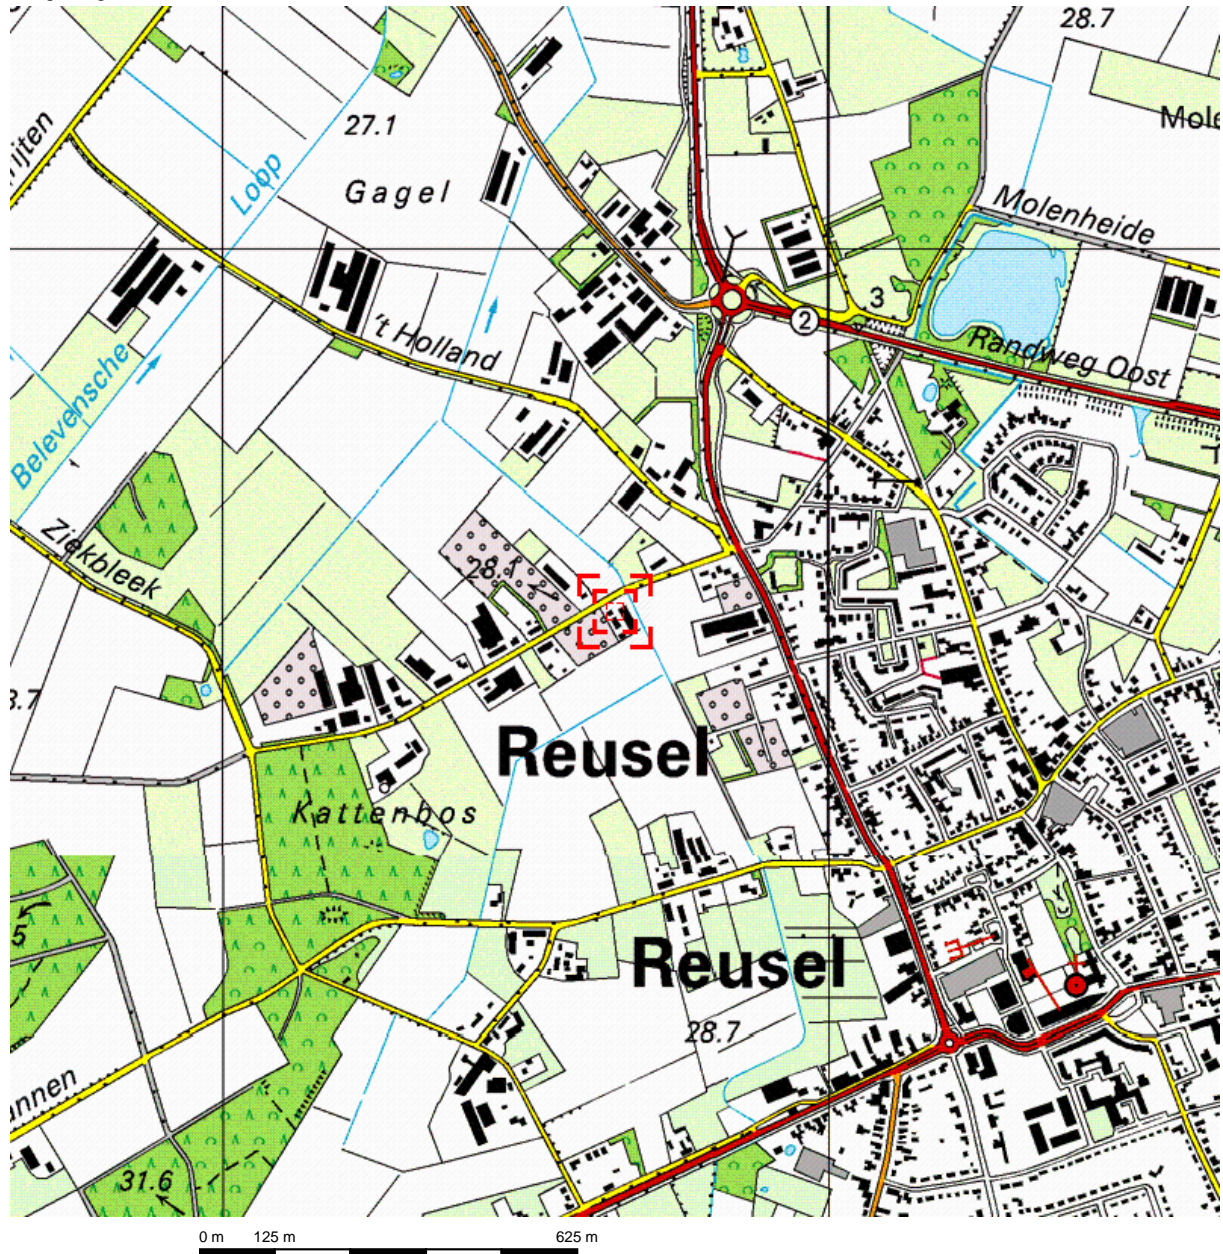 28.7
27.1
Mole
Loop
Gagel
Molenheide
3
2
't Holland
Randweg Oost
Belevensche
Ziekbleek
28.1
Reusel
Kattenbos
5
Reusel
28.7
31.6
0 m 125 m 625 m